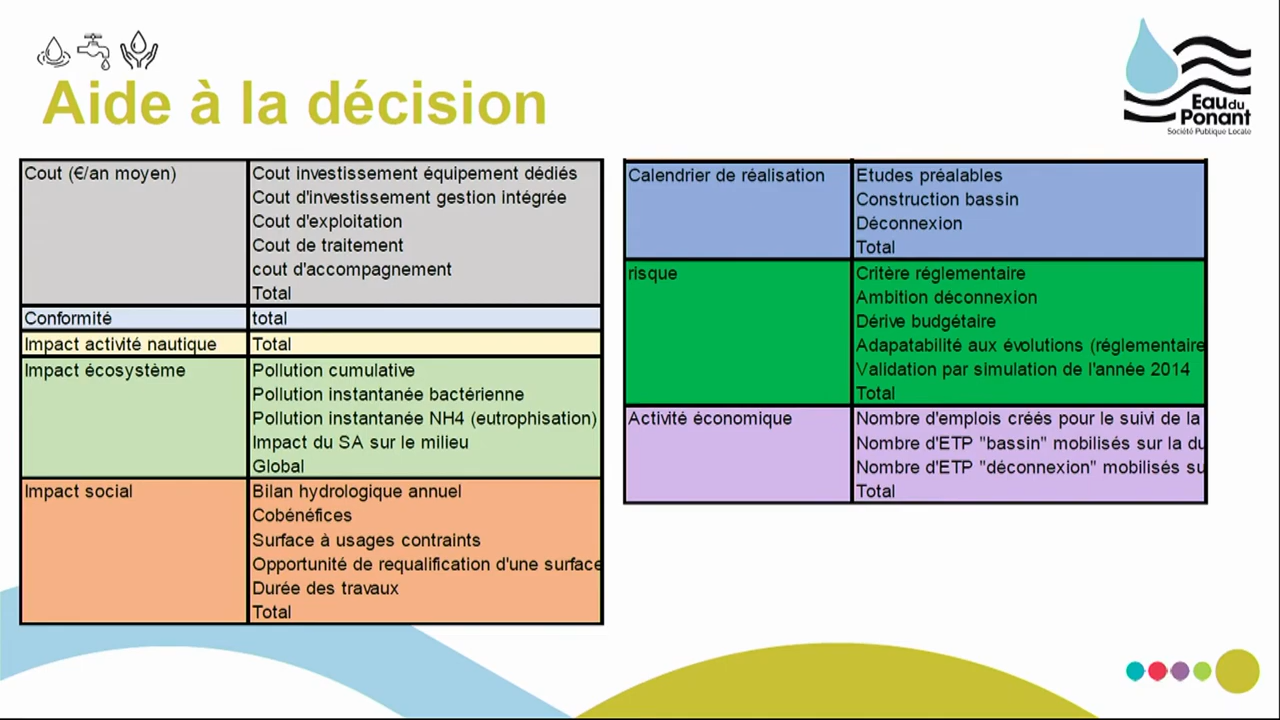 Aide à la décision
Eau du
Ponant
Société Publique Locale
Cout (€/an moyen)
Cout investissement équipement dédiés
Cout d'investissement gestion intégrée
Cout d'exploitation
Cout de traitement
cout d'accompagnement
Total
Conformité
total
Impact activité nautique
Total
Impact écosystème
Pollution cumulative
Pollution instantanée bactérienne
Pollution instantanée NH4 (eutrophisation)
Impact du SA sur le milieu
Global
Impact social
Bilan hydrologique annuel
Cobénéfices
Surface à usages contraints
Opportunité de requalification d'une surface
Durée des travaux
Total
Calendrier de réalisation
Etudes préalables
Construction bassin
Déconnexion
Total
risque
Critère réglementaire
Ambition déconnexion
Dérive budgétaire
Adapatabilité aux évolutions (réglementaire
Validation par simulation de l'année 2014
Total
Activité économique
Nombre d'emplois créés pour le suivi de la
Nombre d'ETP "bassin" mobilisés sur la du
Nombre d'ETP "déconnexion" mobilisés su
Total